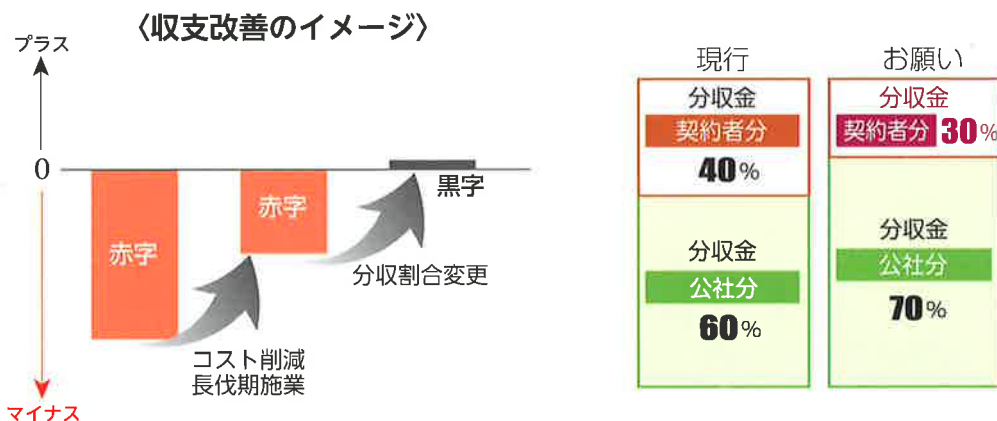 〈収支改善のイメージ〉
プラス
0
マイナス
赤字
赤字
黒字
コスト削減
長伐期施業
分収割合変更
現行
分収金
契約者分
40%
分収金
公社分
60%
お願い
分収金
契約者分 30%
分収金
公社分
70%